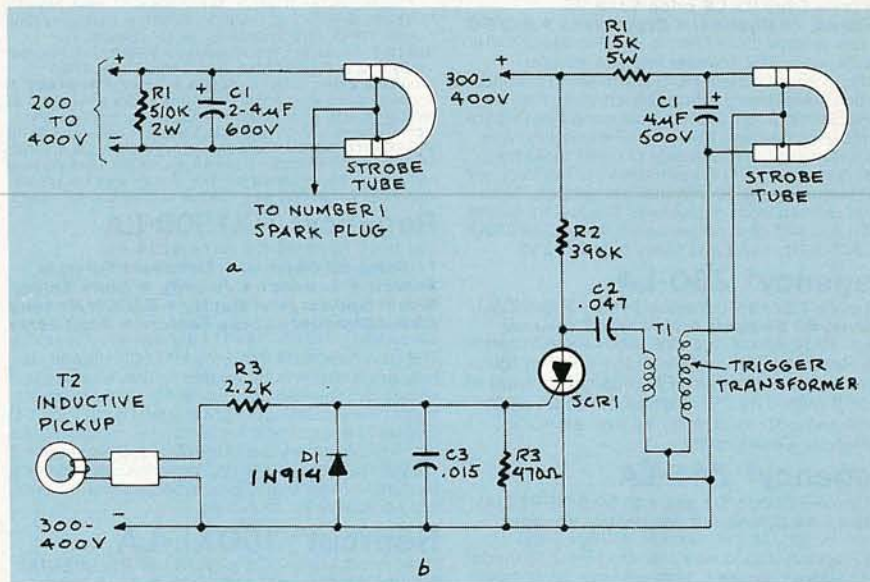 200
TO
400V
+
−
R1
510K
2W
+
C1
2-4µF
600V
STROBE
TUBE
TO NUMBER 1
SPARK PLUG
a
300-
400V
+
R1
15K
5W
+
C1
4µF
500V
STROBE
TUBE
R2
390K
C2
.047
T1
TRIGGER
TRANSFORMER
SCR1
T2
INDUCTIVE
PICKUP
R3
2.2K
D1
1N914
C3
.015
R3
470Ω
300-
400V
−
b